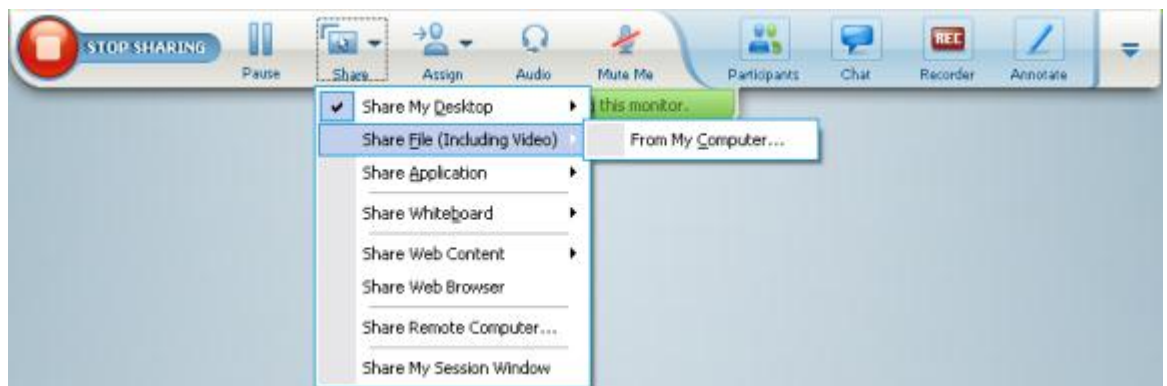 STOP SHARING
Pause
Share
Assign
Audio
Mute Me
Participants
Chat
REC
Recorder
Annotate
Share My Desktop
this monitor.
Share File (Including Video)
From My Computer...
Share Application
Share Whiteboard
Share Web Content
Share Web Browser
Share Remote Computer...
Share My Session Window